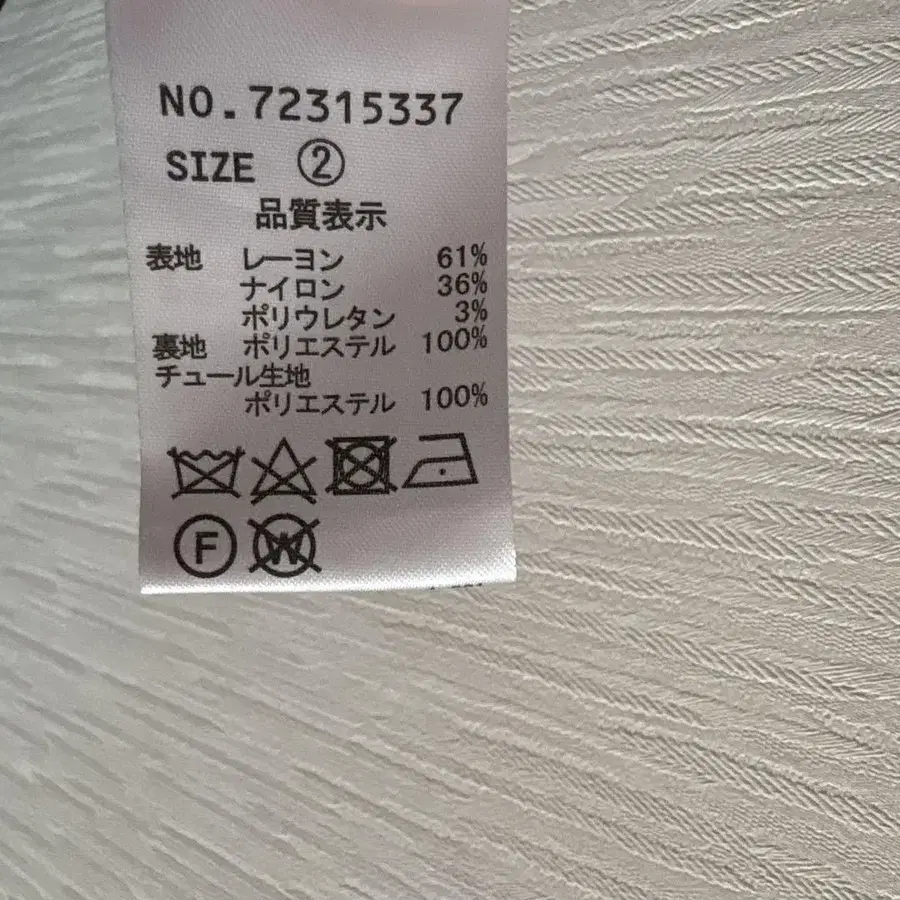 NO.72315337
SIZE ②
品質表示
表地 レーヨン 61%
ナイロン 36%
ポリウレタン 3%
裏地 ポリエステル 100%
チュール生地
ポリエステル 100%
F W